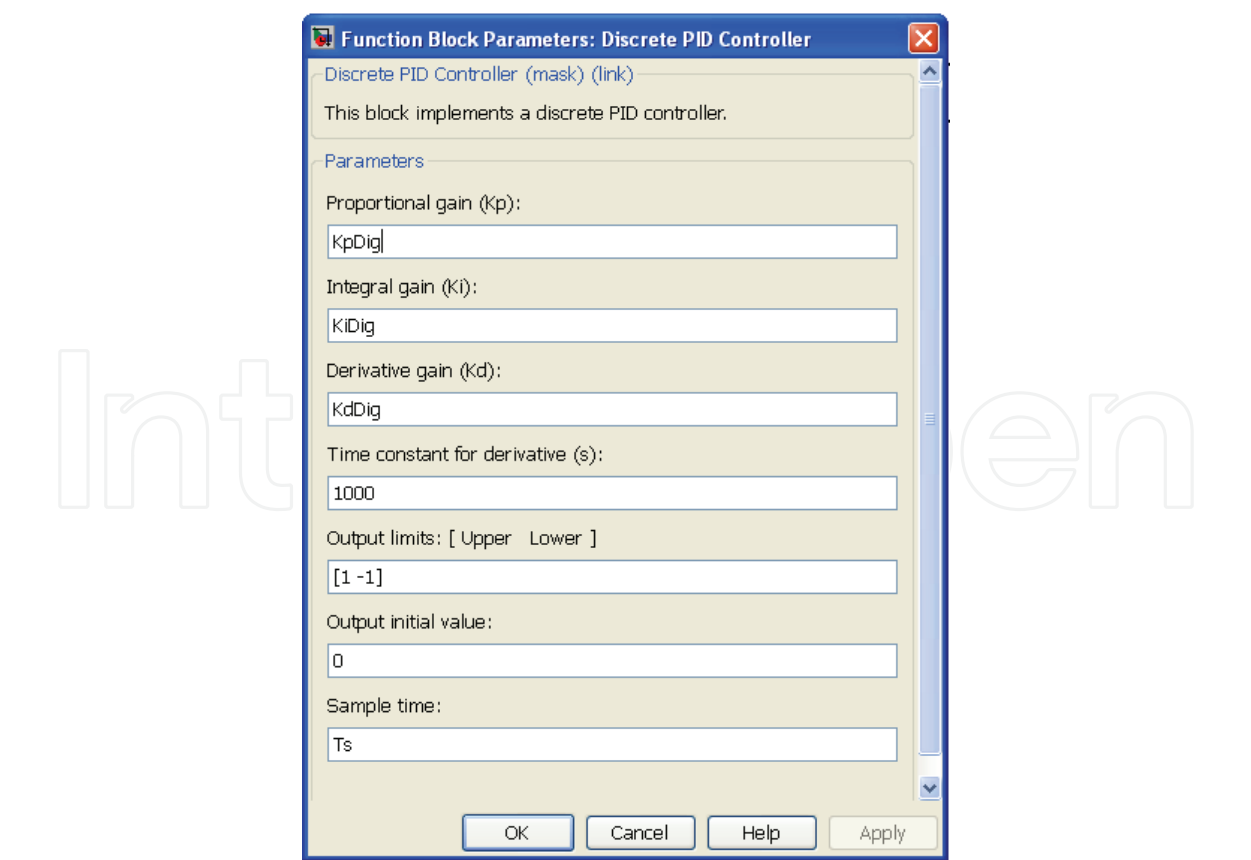 Function Block Parameters: Discrete PID Controller
Discrete PID Controller (mask) (link)
This block implements a discrete PID controller.
Parameters
Proportional gain (Kp):
KpDig
Integral gain (Ki):
KiDig
Derivative gain (Kd):
KdDig
Time constant for derivative (s):
1000
Output limits: [ Upper Lower ]
[1 -1]
Output initial value:
0
Sample time:
Ts
OK Cancel Help Apply